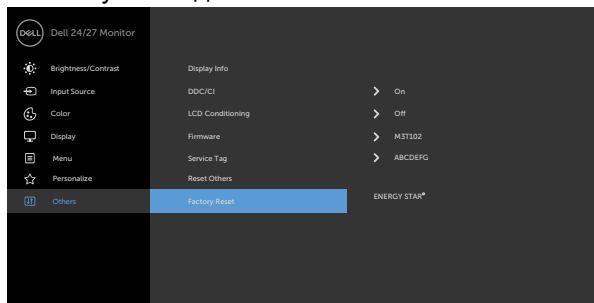 DELL Dell 24/27 Monitor
Brightness/Contrast Display Info
Input Source DDC/CI On
Color LCD Conditioning Off
Display Firmware M3T102
Menu Service Tag ABCDEFG
Personalize Reset Others
Others Factory Reset ENERGY STAR®